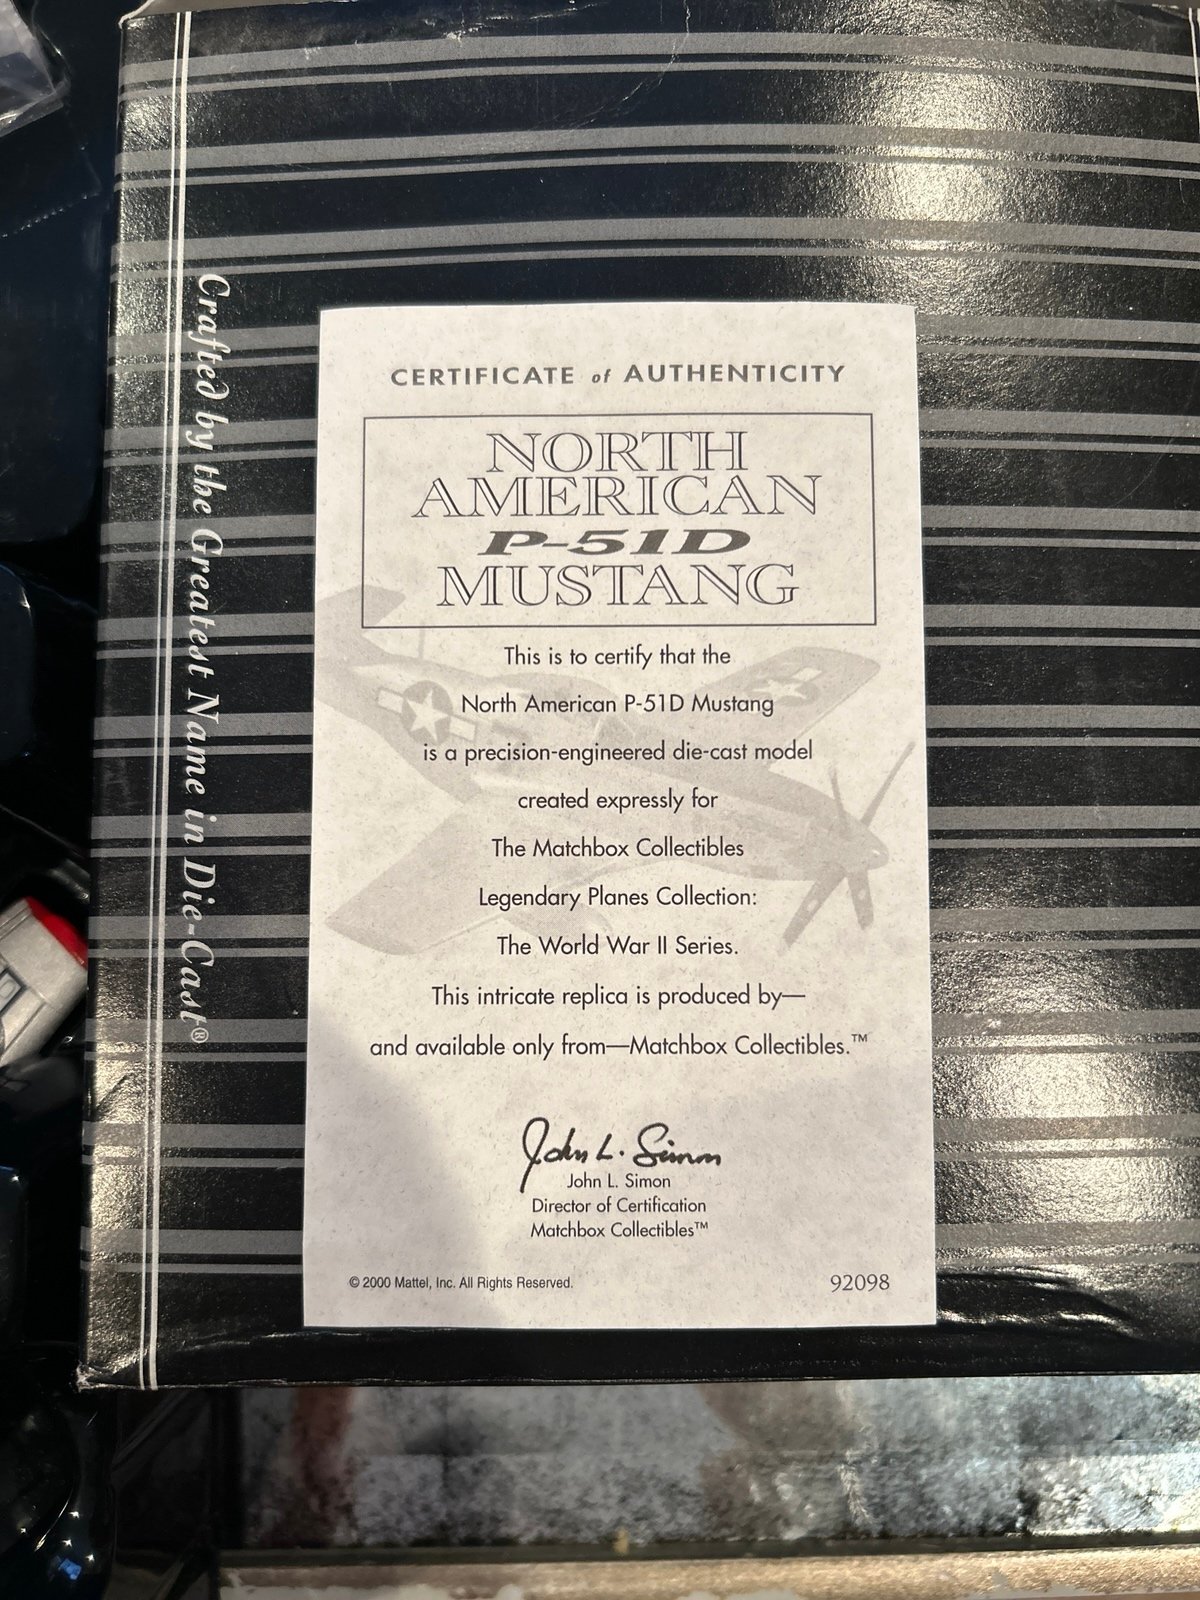 Crafted by the Greatest Name in Die-Cast®
CERTIFICATE of AUTHENTICITY
NORTH
AMERICAN
P-51D
MUSTANG
This is to certify that the
North American P-51D Mustang
is a precision-engineered die-cast model
created expressly for
The Matchbox Collectibles
Legendary Planes Collection:
The World War II Series.
This intricate replica is produced by—
and available only from—Matchbox Collectibles.™
John L. Simon
John L. Simon
Director of Certification
Matchbox Collectibles™
© 2000 Mattel, Inc. All Rights Reserved.
92098